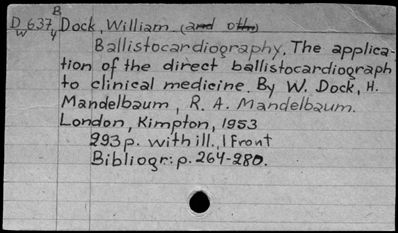 B
D 637 Dock, William (and oth)
W y
Ballistocardiography. The applica-
tion of the direct ballistocardiograph
to clinical medicine. By W. Dock, H.
Mandelbaum, R. A. Mandelbaum.
London, Kimpton, 1953
293 p. with ill., 1 Front
Bibliogr: p. 264-280.